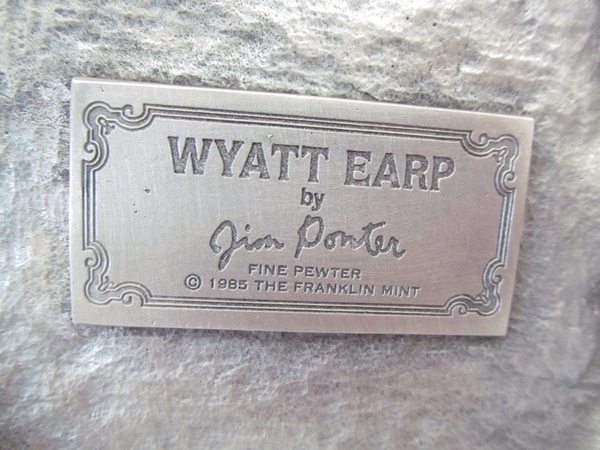 WYATT EARP
by
Jim Ponter
FINE PEWTER
© 1985 THE FRANKLIN MINT